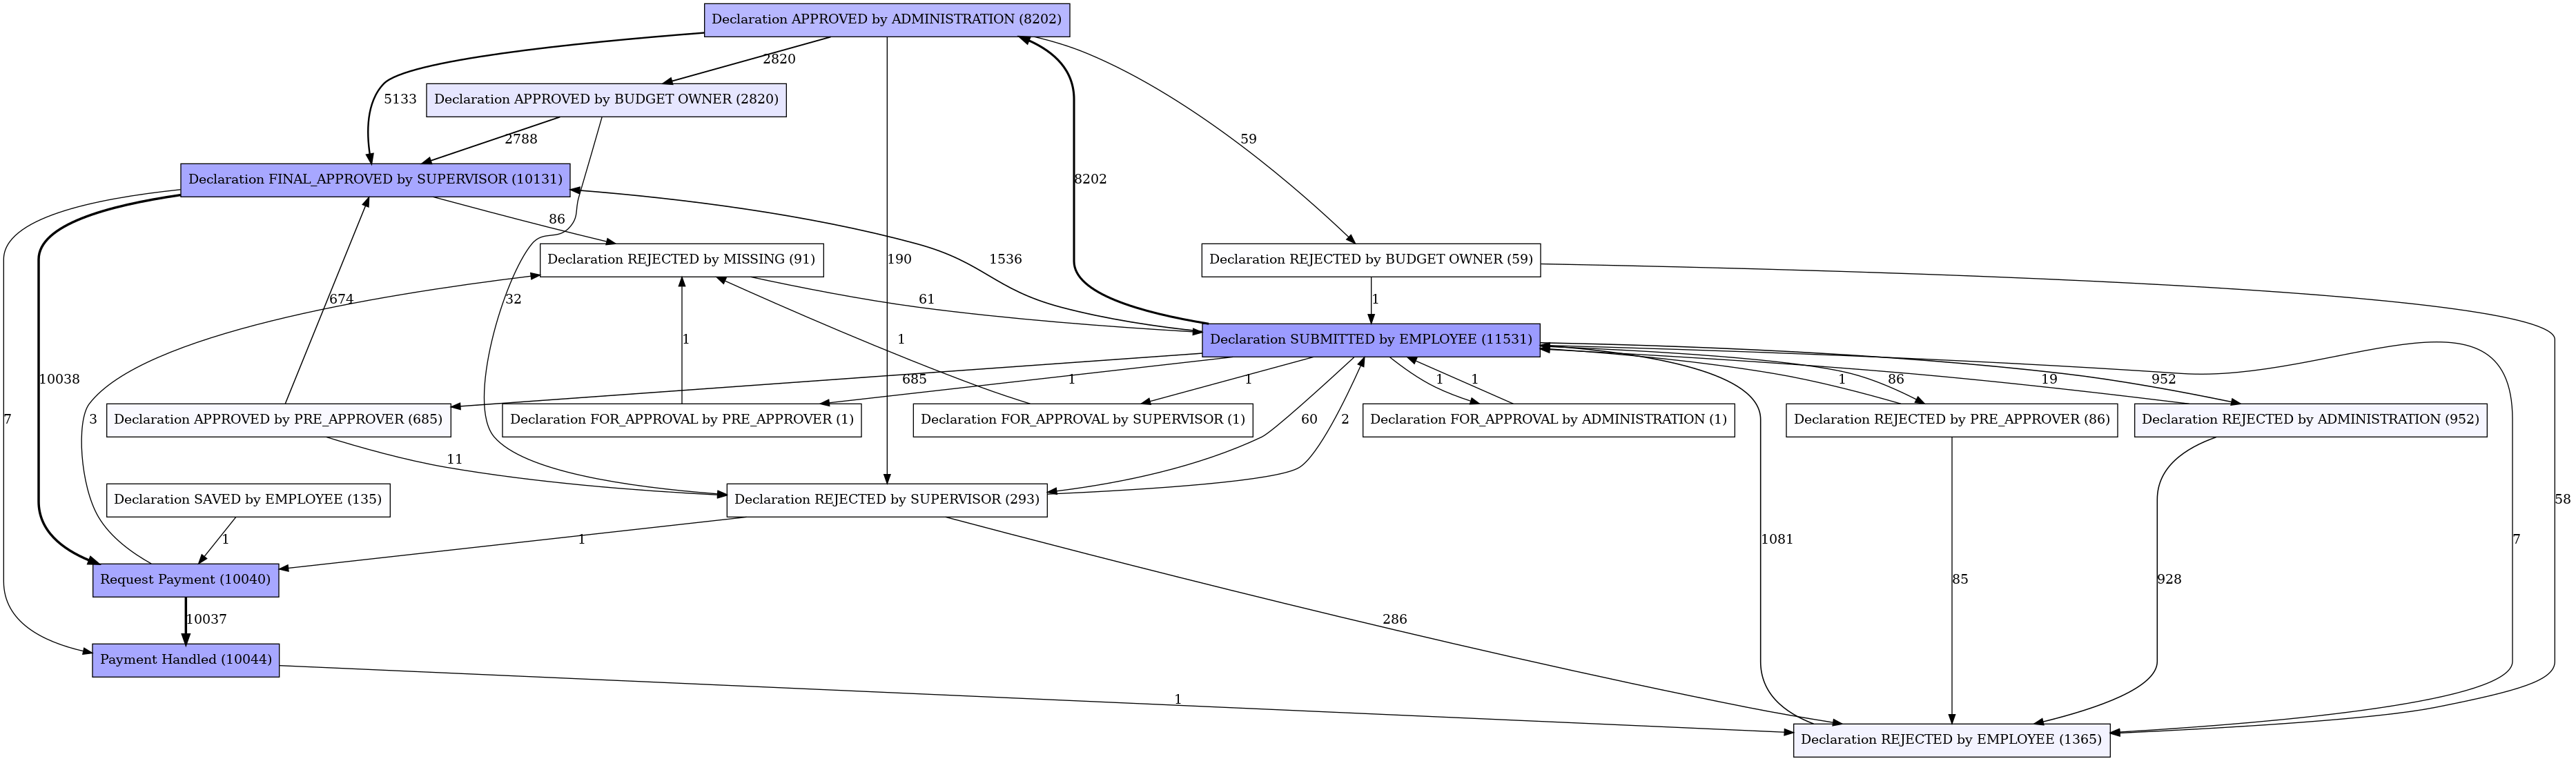 Declaration APPROVED by ADMINISTRATION (8202)
2820
5133
Declaration APPROVED by BUDGET OWNER (2820)
2788
59
8202
Declaration FINAL_APPROVED by SUPERVISOR (10131)
86
Declaration REJECTED by MISSING (91)
190
1536
Declaration REJECTED by BUDGET OWNER (59)
674
32
61
1
Declaration SUBMITTED by EMPLOYEE (11531)
1
1
10038
685
1
1
1
1
1
86
19
952
7
3
Declaration APPROVED by PRE_APPROVER (685)
Declaration FOR_APPROVAL by PRE_APPROVER (1)
Declaration FOR_APPROVAL by SUPERVISOR (1)
60
2
Declaration FOR_APPROVAL by ADMINISTRATION (1)
Declaration REJECTED by PRE_APPROVER (86)
Declaration REJECTED by ADMINISTRATION (952)
11
Declaration SAVED by EMPLOYEE (135)
Declaration REJECTED by SUPERVISOR (293)
58
1
1
1081
7
Request Payment (10040)
85
928
10037
286
Payment Handled (10044)
1
Declaration REJECTED by EMPLOYEE (1365)